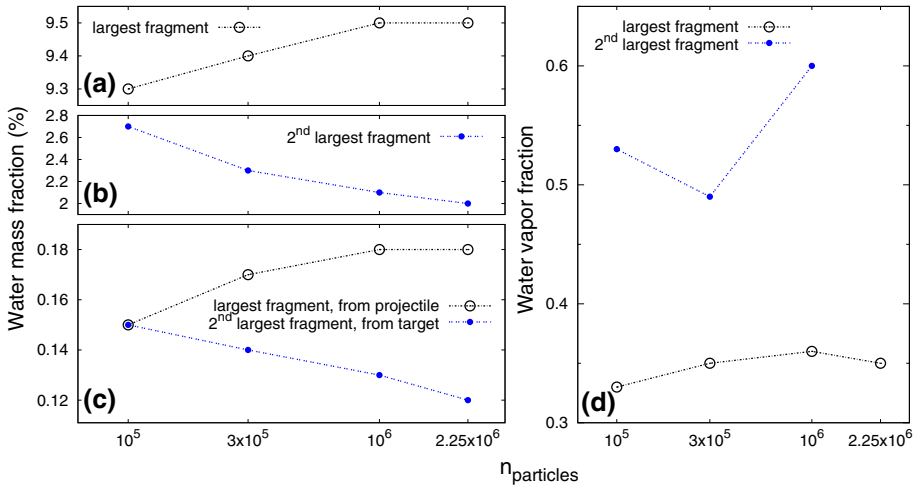 9.5
9.4
9.3
largest fragment
(a)
2.8
2.6
2.4
2.2
2
2nd largest fragment
(b)
Water mass fraction (%)
0.18
0.16
0.14
0.12
largest fragment, from projectile
2nd largest fragment, from target
(c)
10^5
3x10^5
10^6
2.25x10^6
largest fragment
2nd largest fragment
0.6
0.5
0.4
0.3
Water vapor fraction
(d)
10^5
3x10^5
10^6
2.25x10^6
n_particles